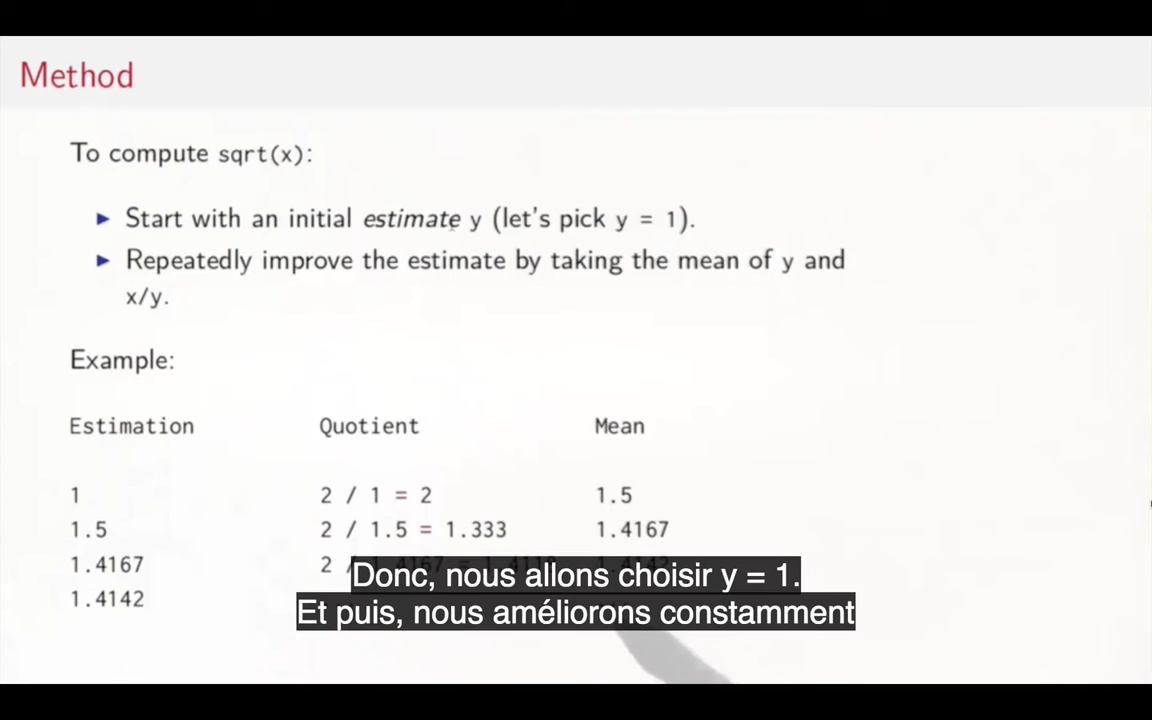 Method
To compute sqrt(x):
▶ Start with an initial estimate y (let's pick y = 1).
▶ Repeatedly improve the estimate by taking the mean of y and
x/y.
Example:
Estimation Quotient Mean
1 2 / 1 = 2 1.5
1.5 2 / 1.5 = 1.333 1.4167
1.4167 2
1.4142
Donc, nous allons choisir y = 1.
Et puis, nous améliorons constamment